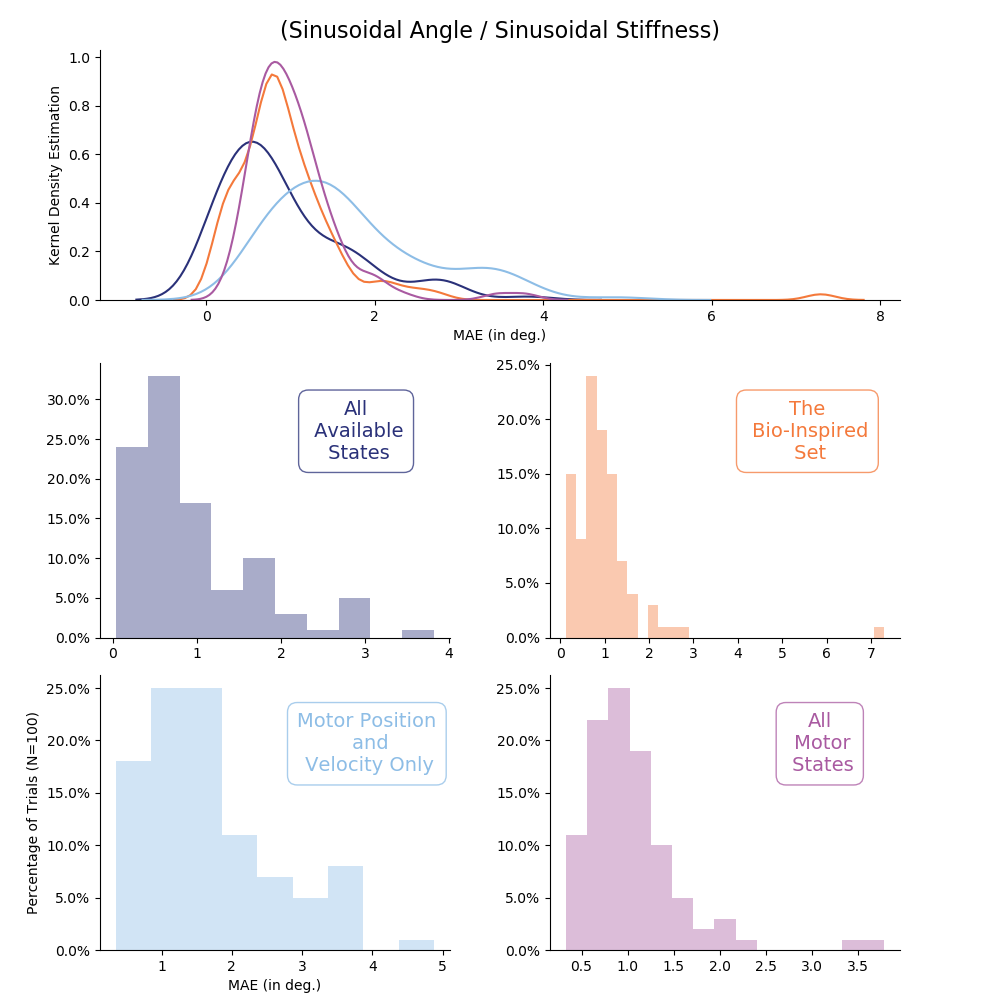 (Sinusoidal Angle / Sinusoidal Stiffness)
Kernel Density Estimation
1.0
0.8
0.6
0.4
0.2
0.0
0 2 4 6 8
MAE (in deg.)
All
Available
States
30.0%
25.0%
20.0%
15.0%
10.0%
5.0%
0.0%
0 1 2 3 4
The
Bio-Inspired
Set
25.0%
20.0%
15.0%
10.0%
5.0%
0.0%
0 1 2 3 4 5 6 7
Motor Position
and
Velocity Only
Percentage of Trials (N=100)
25.0%
20.0%
15.0%
10.0%
5.0%
0.0%
1 2 3 4 5
MAE (in deg.)
All
Motor
States
25.0%
20.0%
15.0%
10.0%
5.0%
0.0%
0.5 1.0 1.5 2.0 2.5 3.0 3.5